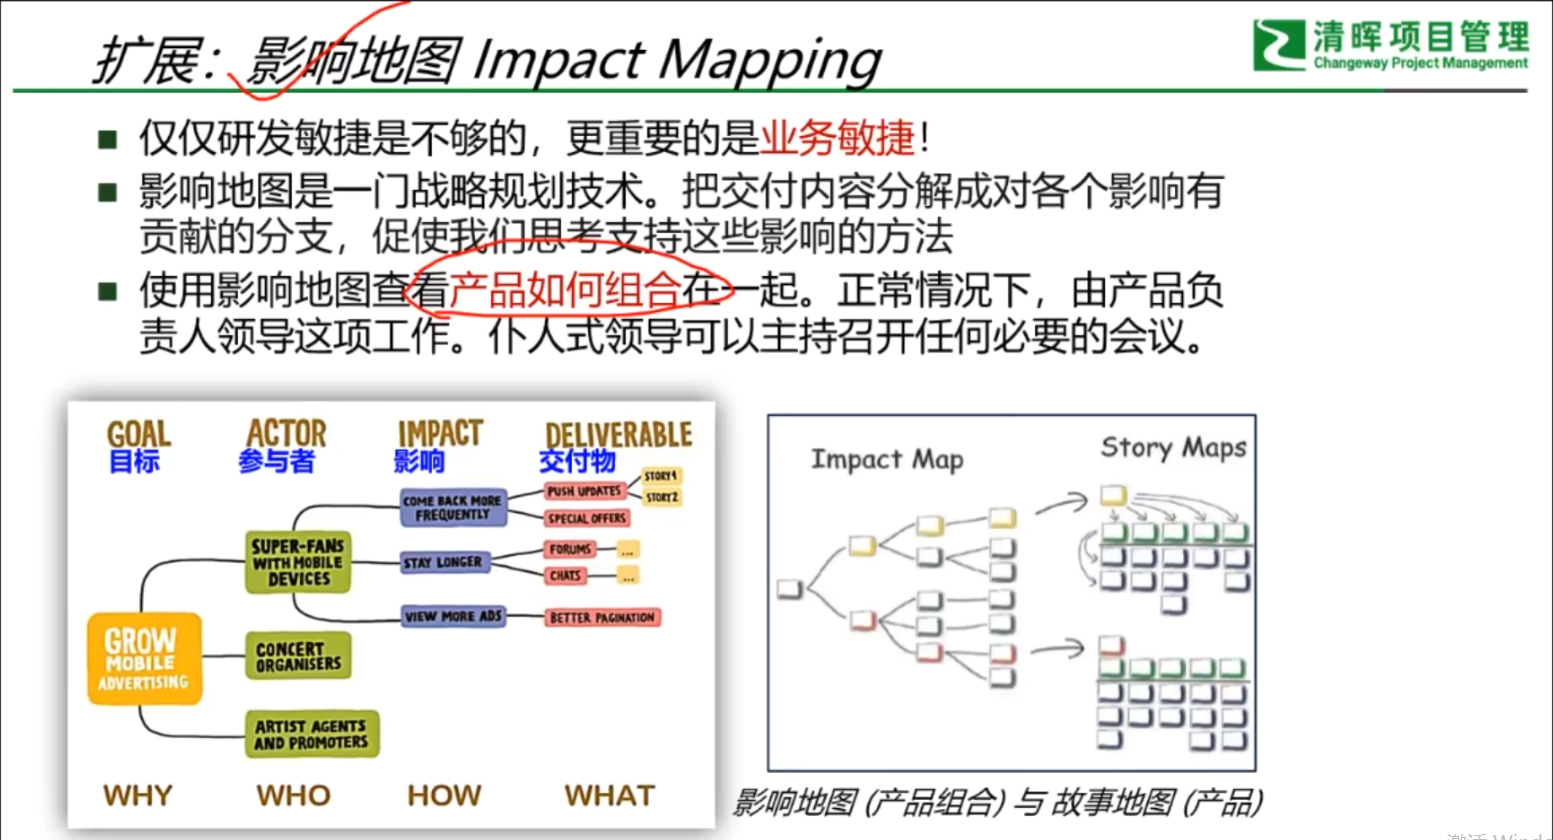 扩展：影响地图 Impact Mapping
清晖项目管理
Changeway Project Management
仅仅研发敏捷是不够的，更重要的是业务敏捷！
影响地图是一门战略规划技术。把交付内容分解成对各个影响有
贡献的分支，促使我们思考支持这些影响的方法
使用影响地图查看产品如何组合在一起。正常情况下，由产品负
责人领导这项工作。仆人式领导可以主持召开任何必要的会议。
GOAL ACTOR IMPACT DELIVERABLE
目标 参与者 影响 交付物
STORY1
PUSH UPDATES
STORY2
COME BACK MORE
FREQUENTLY
SPECIAL OFFERS
SUPER-FANS
WITH MOBILE
DEVICES
STAY LONGER
FORUMS ...
CHATS ...
VIEW MORE ADS
BETTER PAGINATION
GROW
MOBILE
ADVERTISING
CONCERT
ORGANISERS
ARTIST AGENTS
AND PROMOTERS
WHY WHO HOW WHAT
Impact Map
Story Maps
影响地图 (产品组合) 与 故事地图 (产品)